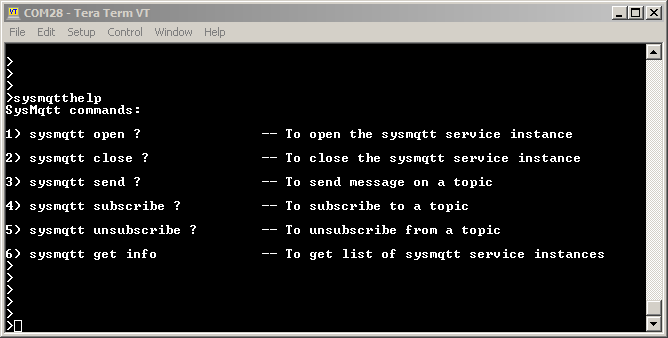 COM28 - Tera Term VT
File Edit Setup Control Window Help
>
>
>
>sysmqtthelp
SysMqtt commands:
1) sysmqtt open ? -- To open the sysmqtt service instance
2) sysmqtt close ? -- To close the sysmqtt service instance
3) sysmqtt send ? -- To send message on a topic
4) sysmqtt subscribe ? -- To subscribe to a topic
5) sysmqtt unsubscribe ? -- To unsubscribe from a topic
6) sysmqtt get info -- To get list of sysmqtt service instances
>
>
>
>
>
>